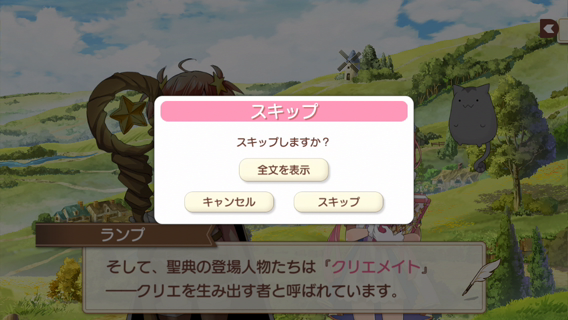 スキップ
スキップしますか？
全文を表示
キャンセル
スキップ
ランプ
そして、聖典の登場人物たちは『クリエメイト』
――クリエを生み出す者と呼ばれています。